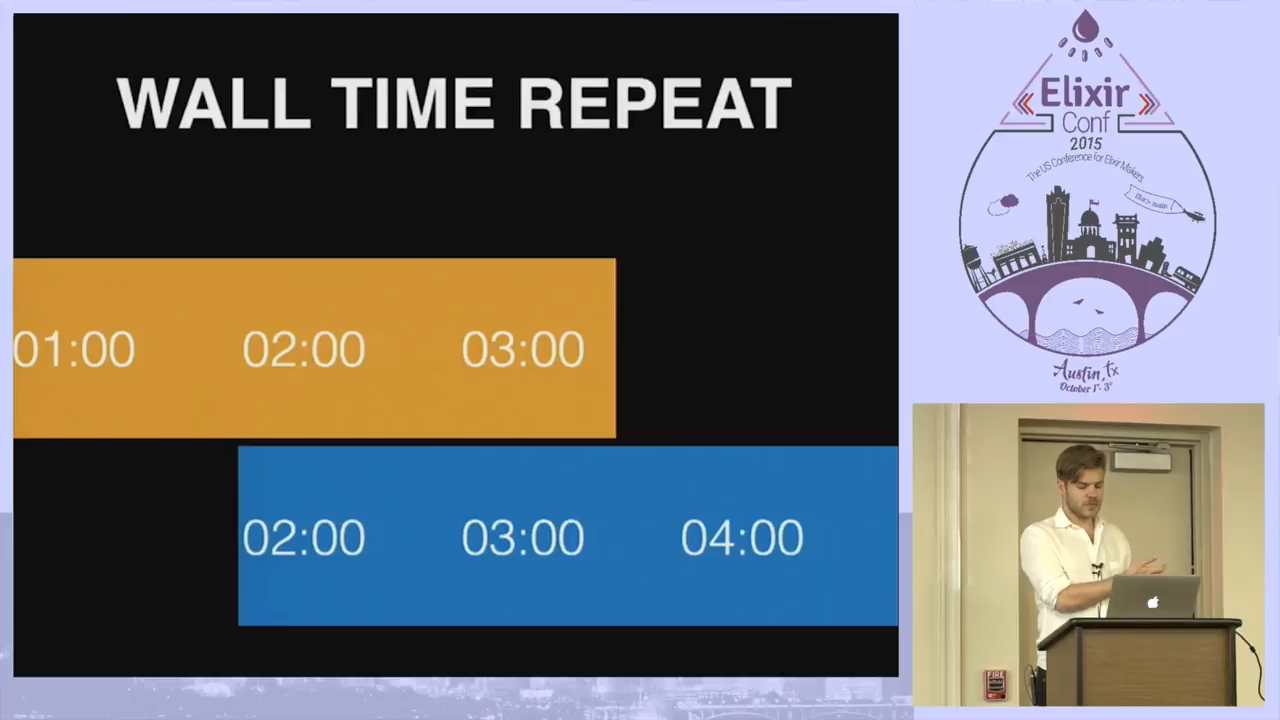 WALL TIME REPEAT
01:00 02:00 03:00
02:00 03:00 04:00
Elixir
Conf
2015
The US Conference for Elixir Makers
Austin, tx
October 1st - 3rd
FIRE